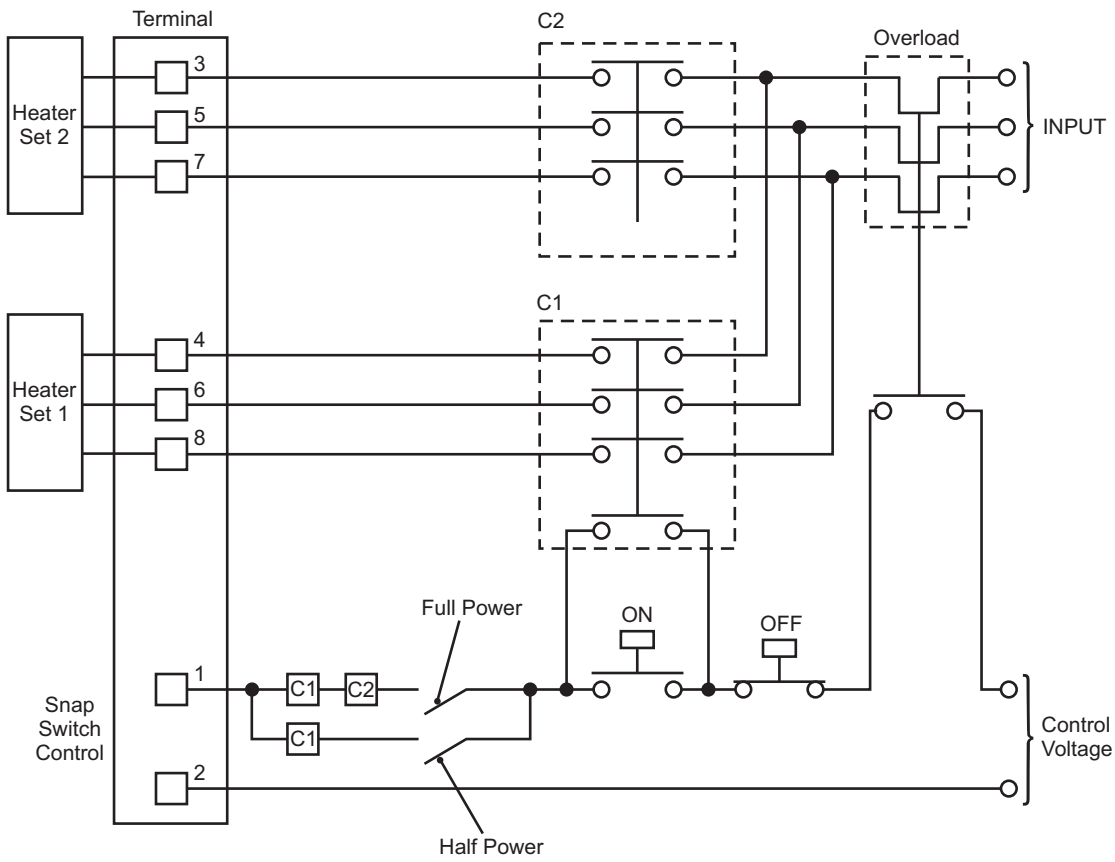 Terminal
C2
Overload
3
Heater
Set 2
5
INPUT
7
C1
4
Heater
Set 1
6
8
Full Power
ON
OFF
1
C1
C2
Snap
Switch
Control
C1
Control
Voltage
2
Half Power